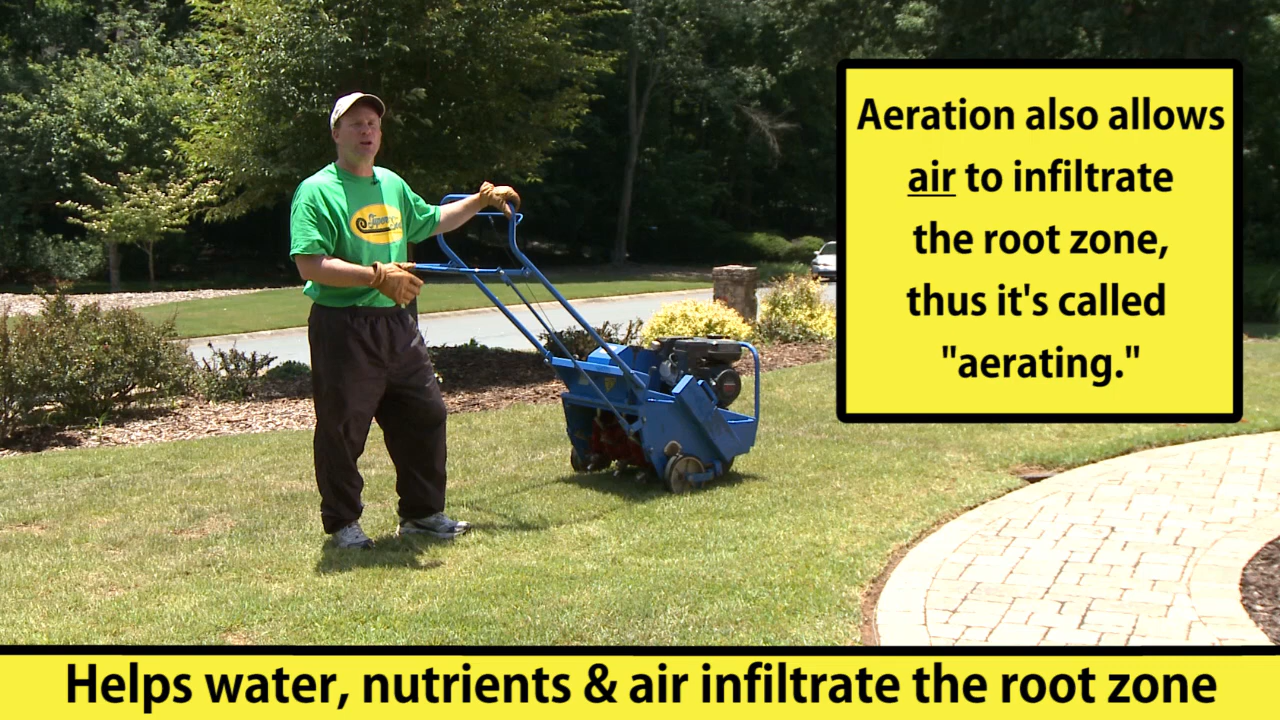 Aeration also allows
air to infiltrate
the root zone,
thus it's called
"aerating."
Super
Helps water, nutrients & air infiltrate the root zone